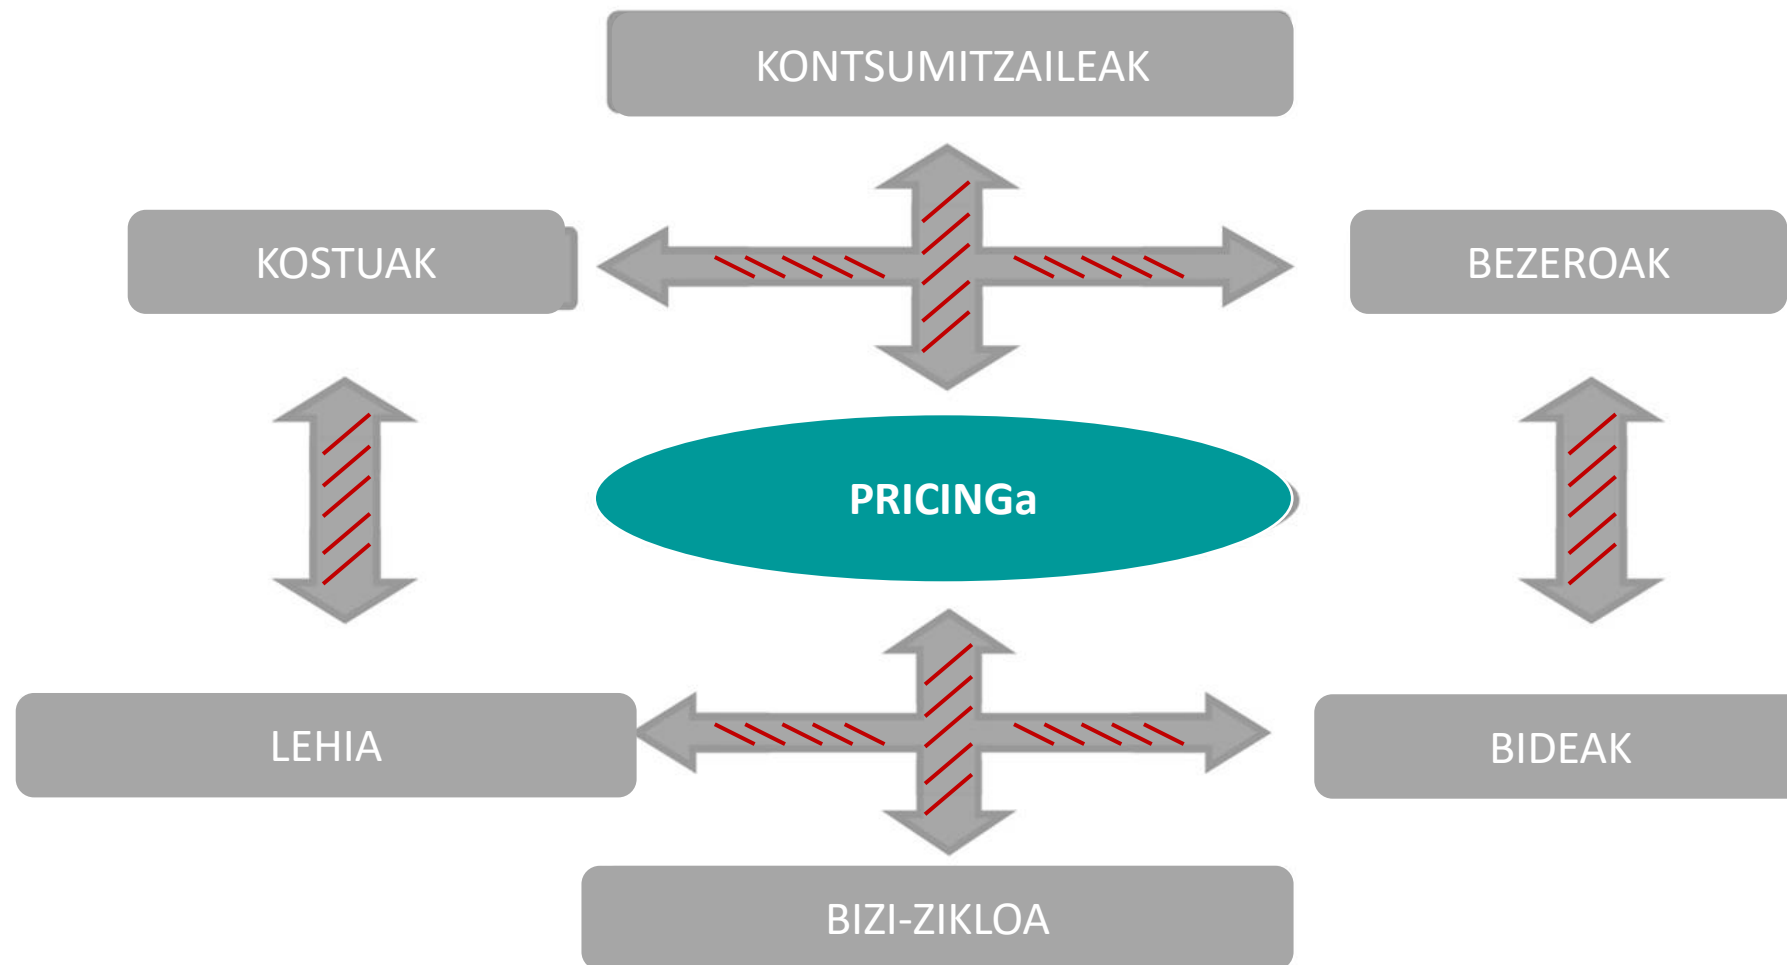 KONTSUMITZAILEAK
KOSTUAK
BEZEROAK
PRICINGa
LEHIA
BIDEAK
BIZI-ZIKLOA